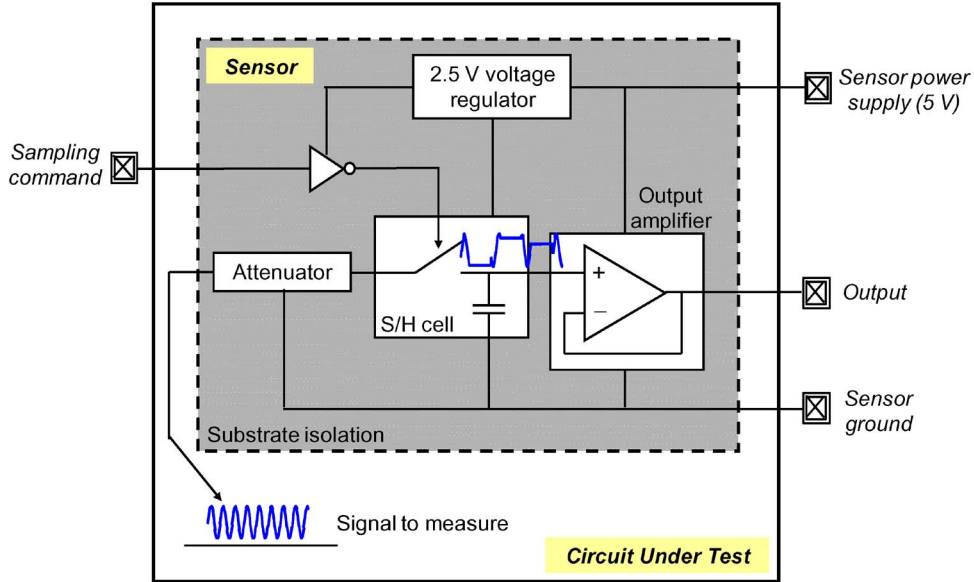 Sensor
2.5 V voltage
regulator
Sensor power
supply (5 V)
Sampling
command
Output
amplifier
Attenuator
+
−
S/H cell
Output
Sensor
ground
Substrate isolation
Signal to measure
Circuit Under Test